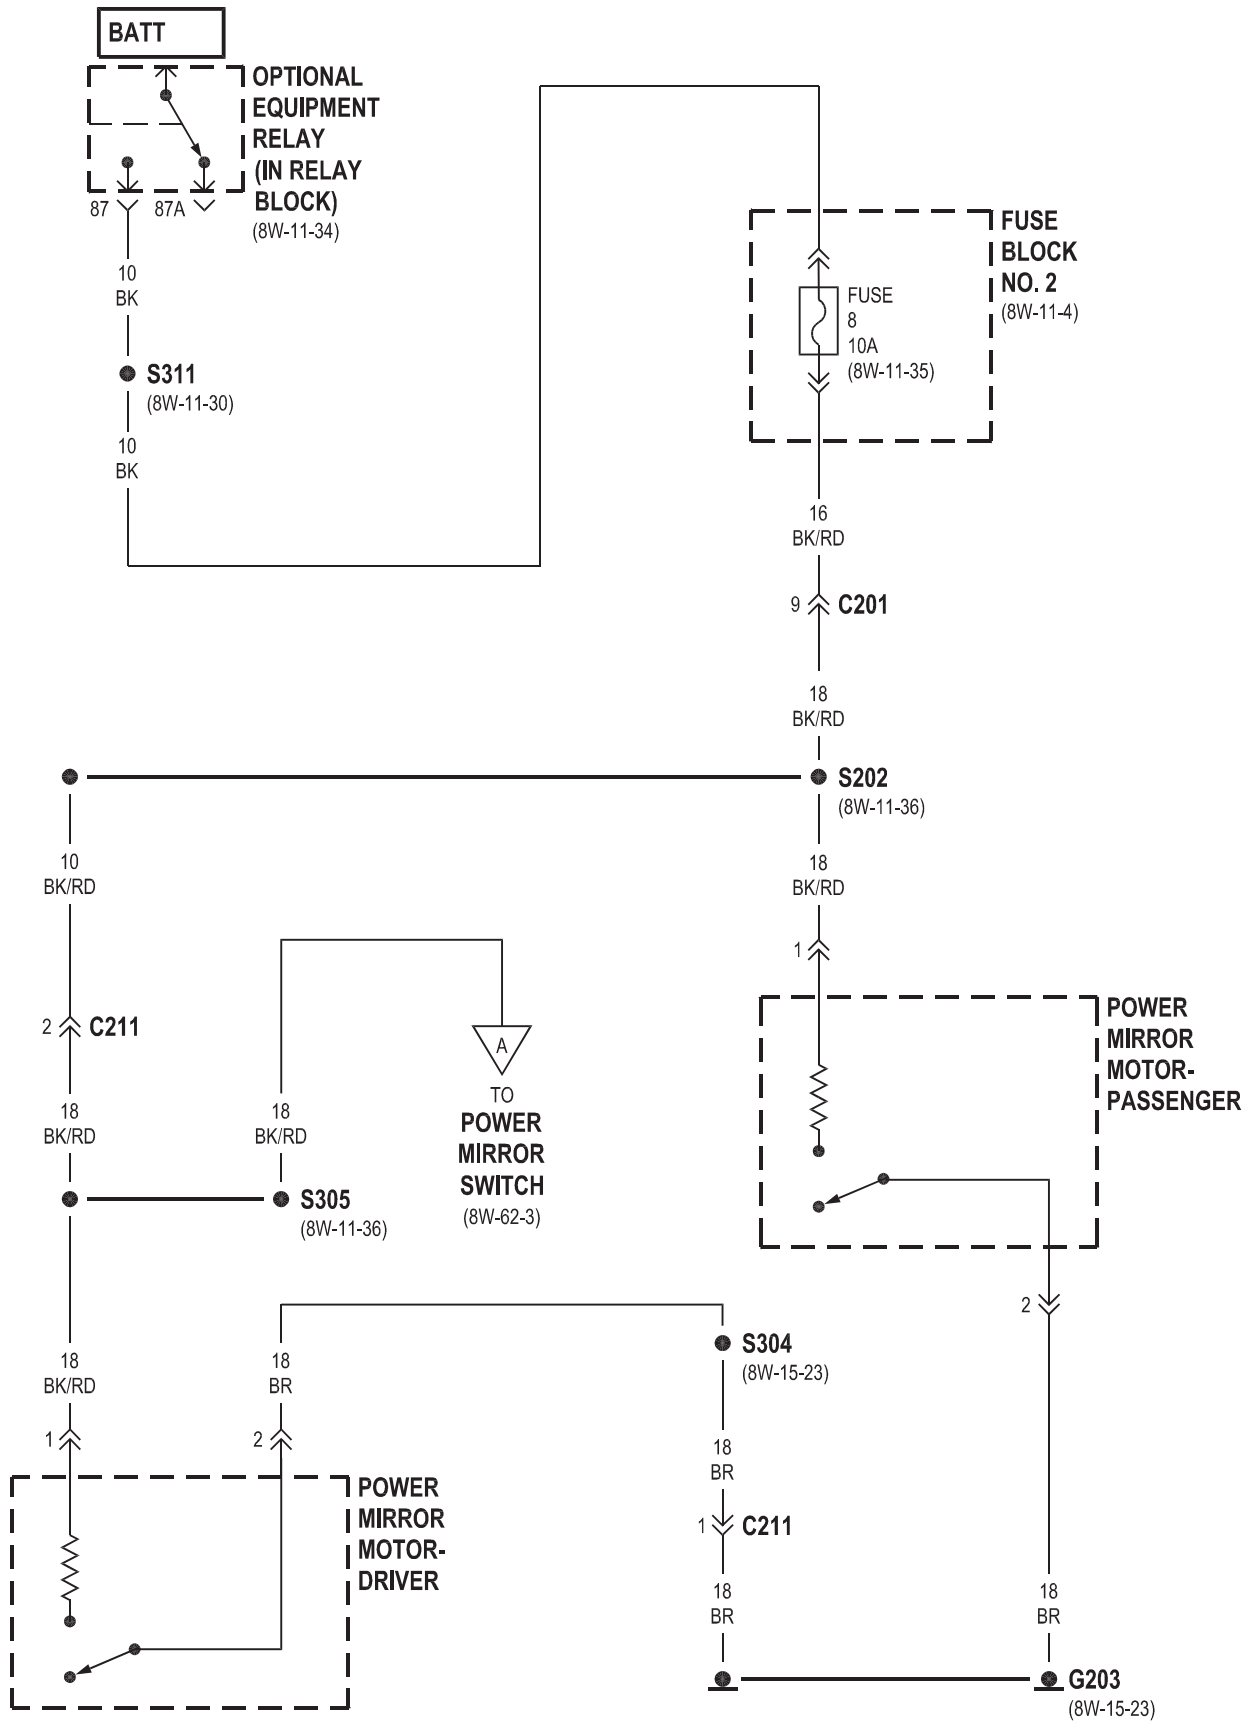 BATT
OPTIONAL
EQUIPMENT
RELAY
(IN RELAY
BLOCK)
(8W-11-34)
87
87A
10
BK
S311
(8W-11-30)
10
BK
FUSE
BLOCK
NO. 2
(8W-11-4)
FUSE
8
10A
(8W-11-35)
16
BK/RD
9
C201
18
BK/RD
S202
(8W-11-36)
10
BK/RD
18
BK/RD
1
2
C211
A
TO
POWER
MIRROR
SWITCH
(8W-62-3)
POWER
MIRROR
MOTOR-
PASSENGER
18
BK/RD
18
BK/RD
S305
(8W-11-36)
2
S304
(8W-15-23)
18
BK/RD
18
BR
1
2
18
BR
POWER
MIRROR
MOTOR-
DRIVER
1
C211
18
BR
18
BR
G203
(8W-15-23)